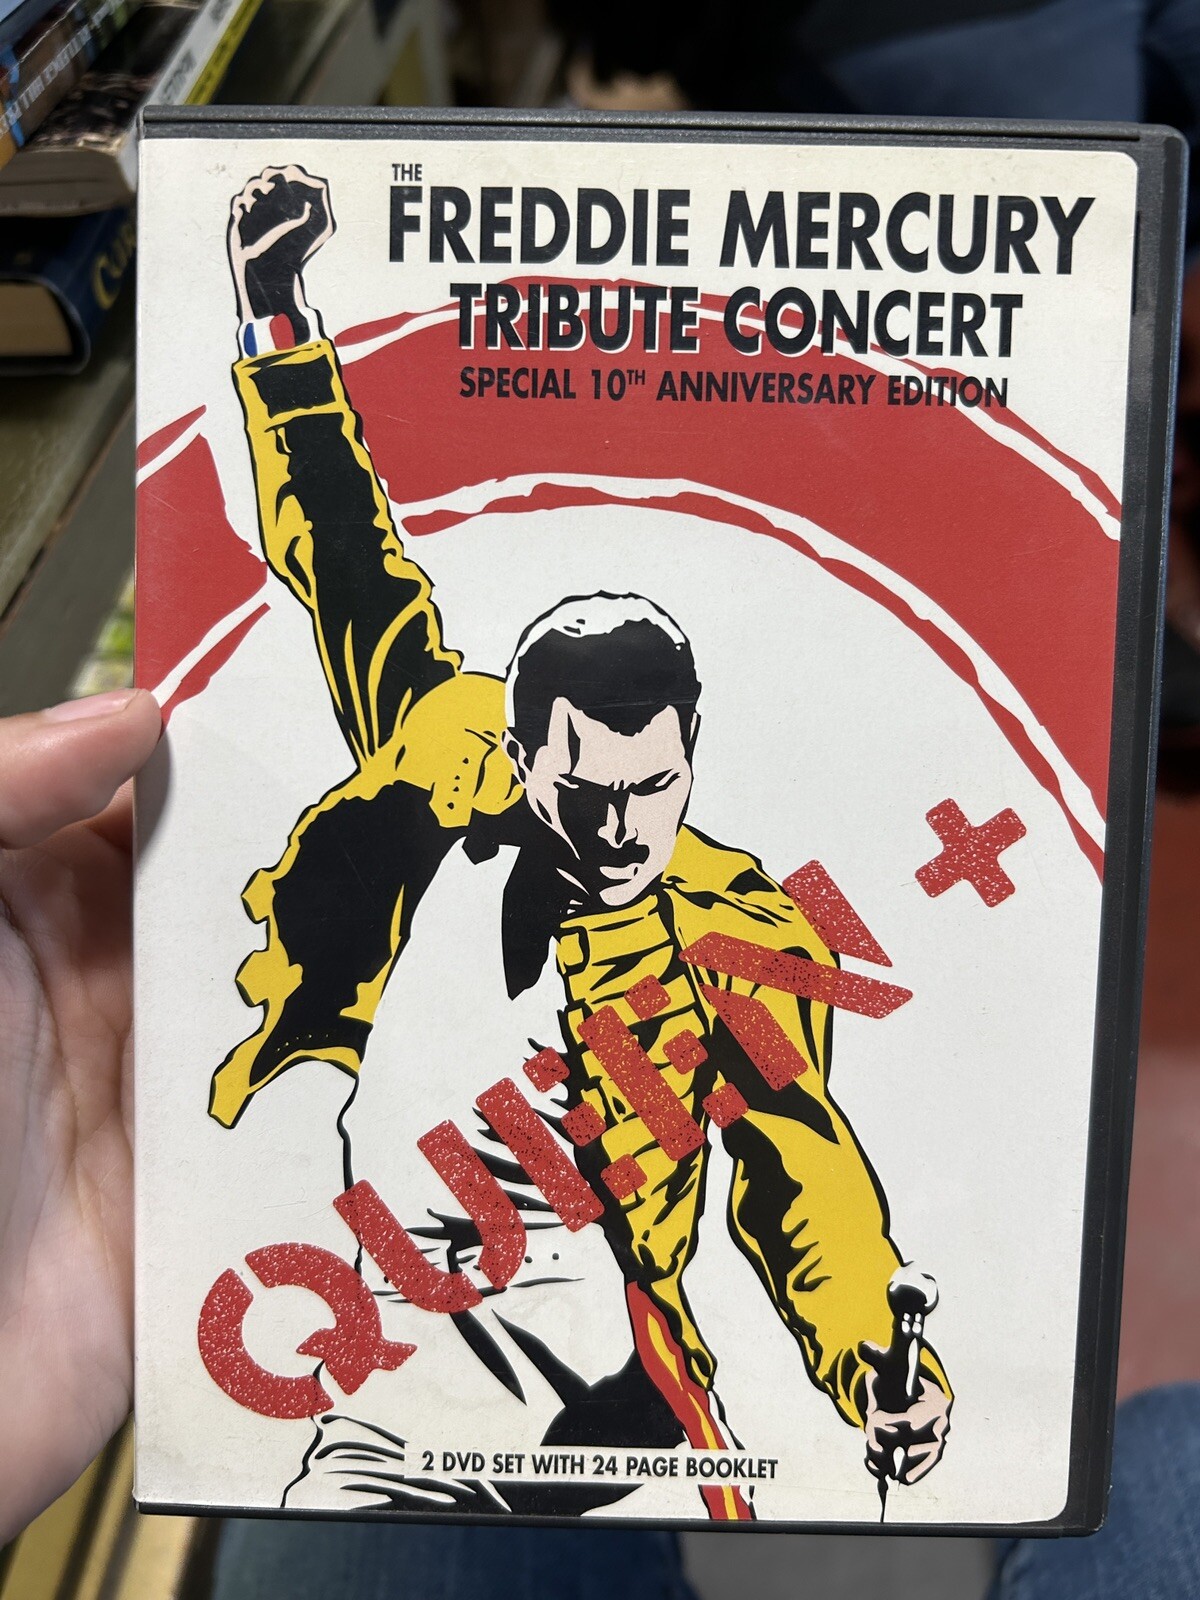 THE
FREDDIE MERCURY
TRIBUTE CONCERT
SPECIAL 10TH ANNIVERSARY EDITION
QUEEN +
2 DVD SET WITH 24 PAGE BOOKLET